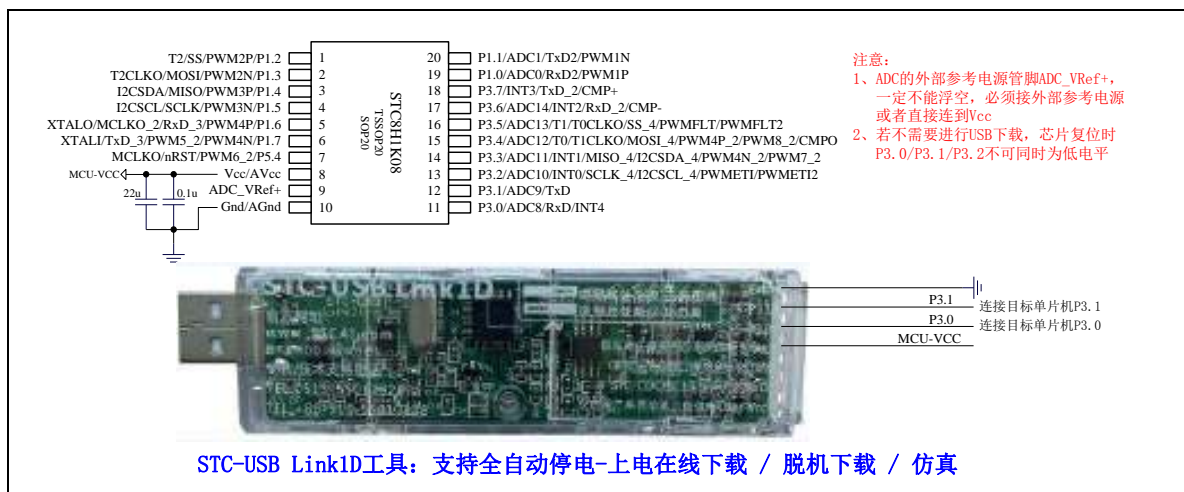 T2/SS/PWM2P/P1.2 1
T2CLKO/MOSI/PWM2N/P1.3 2
I2CSDA/MISO/PWM3P/P1.4 3
I2CSCL/SCLK/PWM3N/P1.5 4
XTALO/MCLKO_2/RxD_3/PWM4P/P1.6 5
XTALI/TxD_3/PWM5_2/PWM4N/P1.7 6
MCLKO/nRST/PWM6_2/P5.4 7
MCU-VCC Vcc/AVcc 8
22u 0.1u ADC_VRef+ 9
Gnd/AGnd 10
STC8H1K08
TSSOP20
SOP20
20 P1.1/ADC1/TxD2/PWM1N
19 P1.0/ADC0/RxD2/PWM1P
18 P3.7/INT3/TxD_2/CMP+
17 P3.6/ADC14/INT2/RxD_2/CMP-
16 P3.5/ADC13/T1/T0CLKO/SS_4/PWMFLT/PWMFLT2
15 P3.4/ADC12/T0/T1CLKO/MOSI_4/PWM4P_2/PWM8_2/CMPO
14 P3.3/ADC11/INT1/MISO_4/I2CSDA_4/PWM4N_2/PWM7_2
13 P3.2/ADC10/INT0/SCLK_4/I2CSCL_4/PWMETI/PWMETI2
12 P3.1/ADC9/TxD
11 P3.0/ADC8/RxD/INT4
注意：
1、ADC的外部参考电源管脚ADC_VRef+，
一定不能浮空，必须接外部参考电源
或者直接连到Vcc
2、若不需要进行USB下载，芯片复位时
P3.0/P3.1/P3.2不可同时为低电平
STC-USB Link1D
P3.1 连接目标单片机P3.1
P3.0 连接目标单片机P3.0
MCU-VCC
STC-USB Link1D工具：支持全自动停电-上电在线下载 / 脱机下载 / 仿真